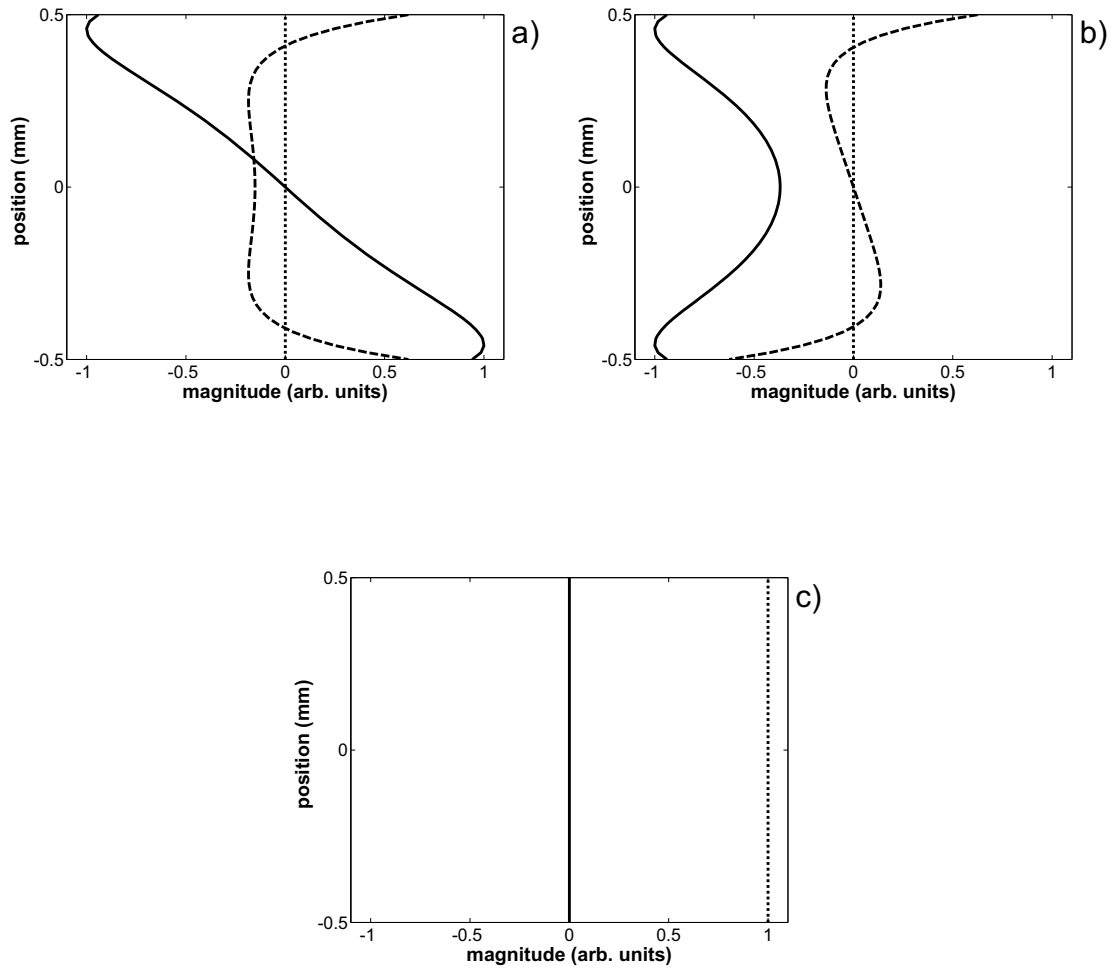 a)
0.5
0
-0.5
position (mm)
-1 -0.5 0 0.5 1
magnitude (arb. units)
b)
0.5
0
-0.5
position (mm)
-1 -0.5 0 0.5 1
magnitude (arb. units)
c)
0.5
0
-0.5
position (mm)
-1 -0.5 0 0.5 1
magnitude (arb. units)